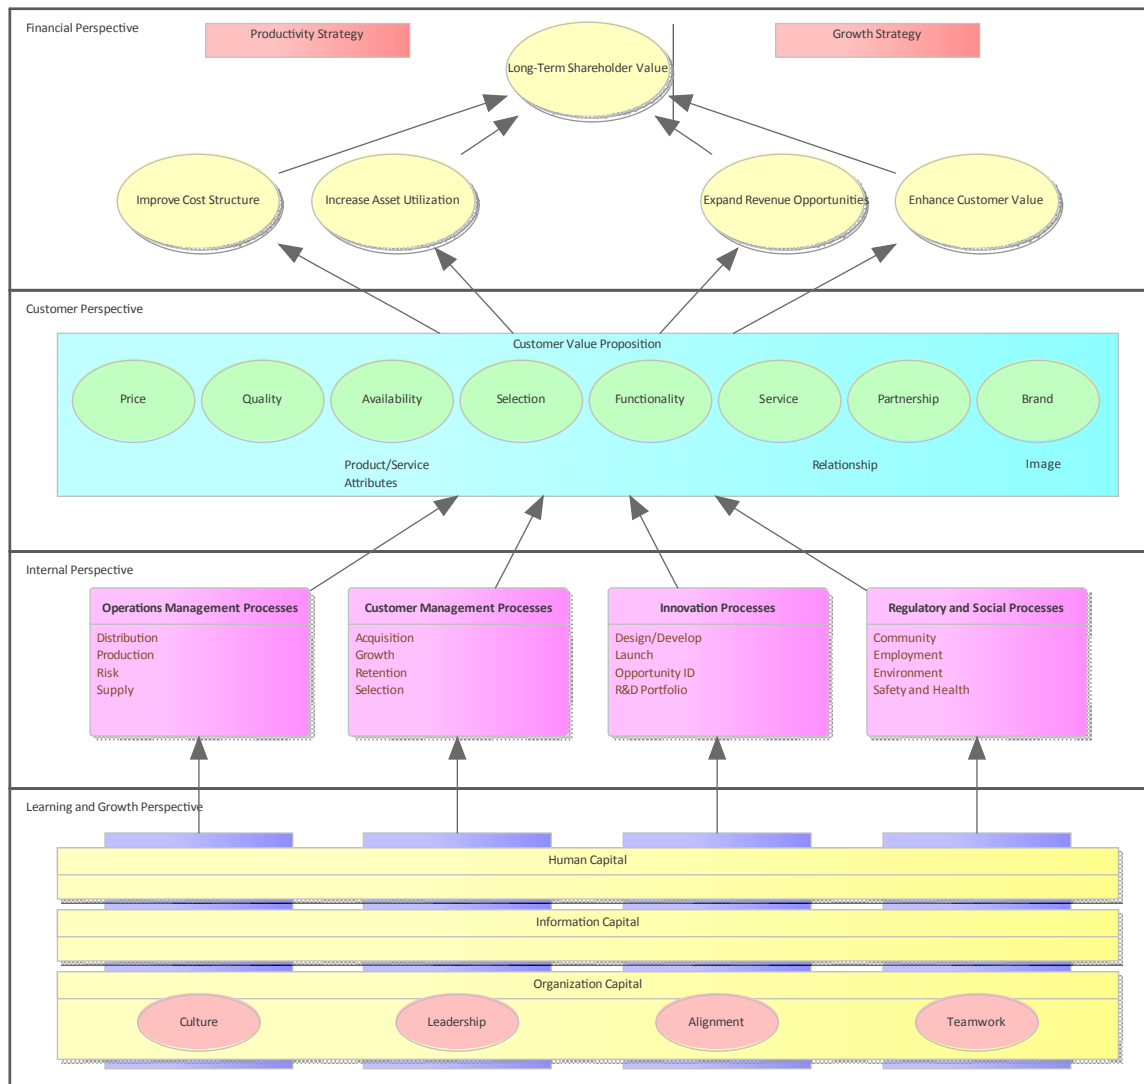 Financial Perspective
Productivity Strategy
Growth Strategy
Long-Term Shareholder Value
Improve Cost Structure
Increase Asset Utilization
Expand Revenue Opportunities
Enhance Customer Value
Customer Perspective
Customer Value Proposition
Price
Quality
Availability
Selection
Functionality
Service
Partnership
Brand
Product/Service
Attributes
Relationship
Image
Internal Perspective
Operations Management Processes
Distribution
Production
Risk
Supply
Customer Management Processes
Acquisition
Growth
Retention
Selection
Innovation Processes
Design/Develop
Launch
Opportunity ID
R&D Portfolio
Regulatory and Social Processes
Community
Employment
Environment
Safety and Health
Learning and Growth Perspective
Human Capital
Information Capital
Organization Capital
Culture
Leadership
Alignment
Teamwork